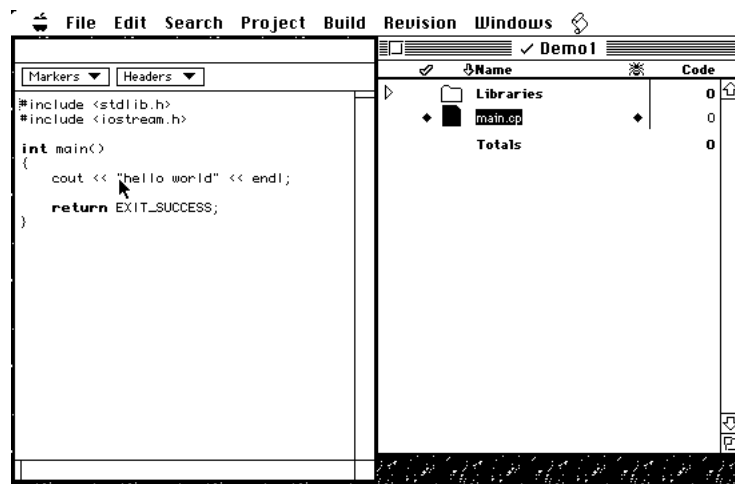 File Edit Search Project Build Revision Windows
Demo1
Markers Headers
Name Code
#include <stdlib.h>
#include <iostream.h>
int main()
{
cout << "hello world" << endl;
return EXIT_SUCCESS;
}
Libraries 0
main.cp 0
Totals 0